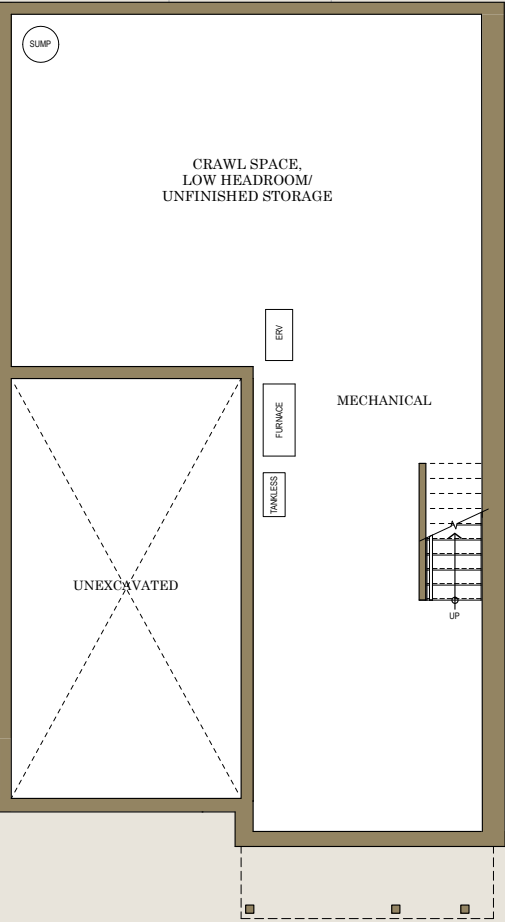 SUMP
CRAWL SPACE,
LOW HEADROOM/
UNFINISHED STORAGE
ERV
MECHANICAL
FURNACE
TANKLESS
UNEXCAVATED
UP